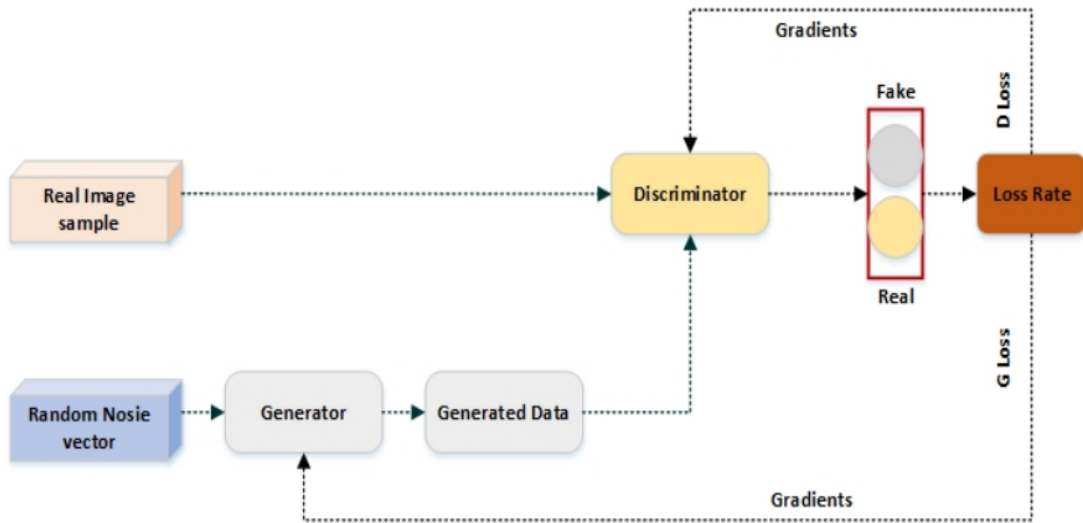 Gradients
D Loss
Fake
Real Image
sample
Discriminator
Loss Rate
Real
G Loss
Random Nosie
vector
Generator
Generated Data
Gradients